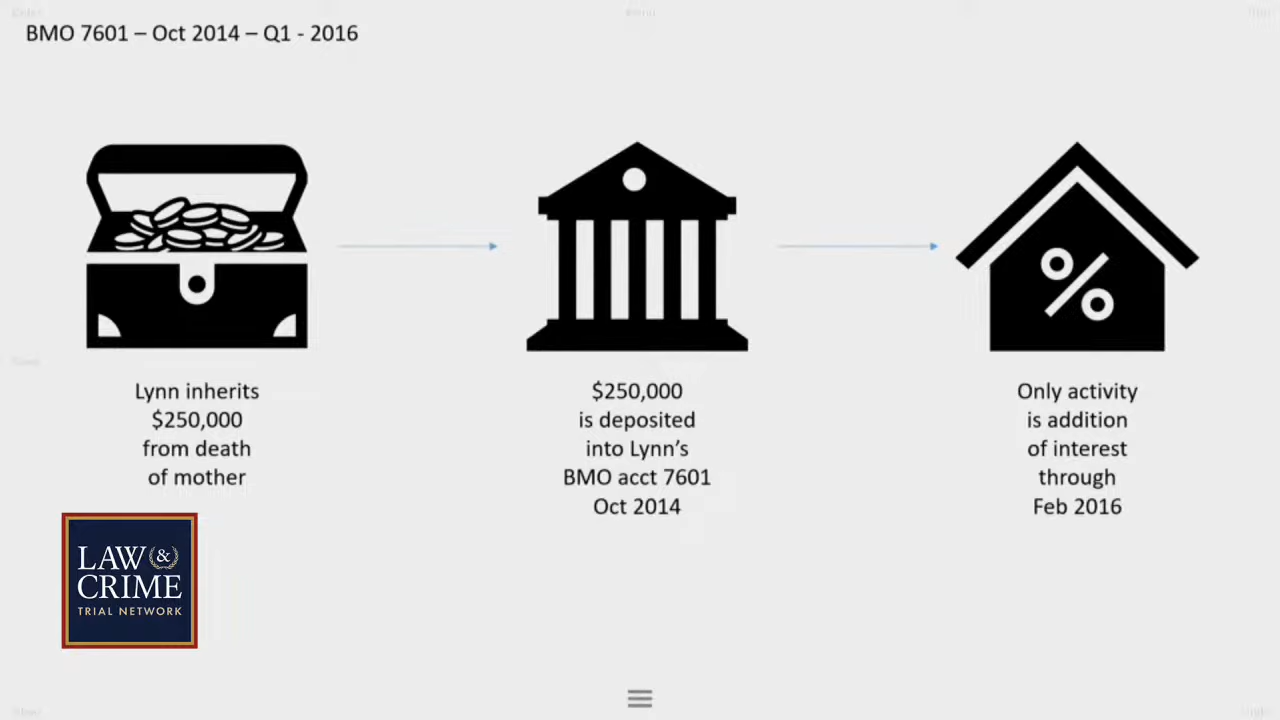 BMO 7601 – Oct 2014 – Q1 - 2016
Lynn inherits
$250,000
from death
of mother
$250,000
is deposited
into Lynn's
BMO acct 7601
Oct 2014
Only activity
is addition
of interest
through
Feb 2016
LAW &
CRIME
TRIAL NETWORK